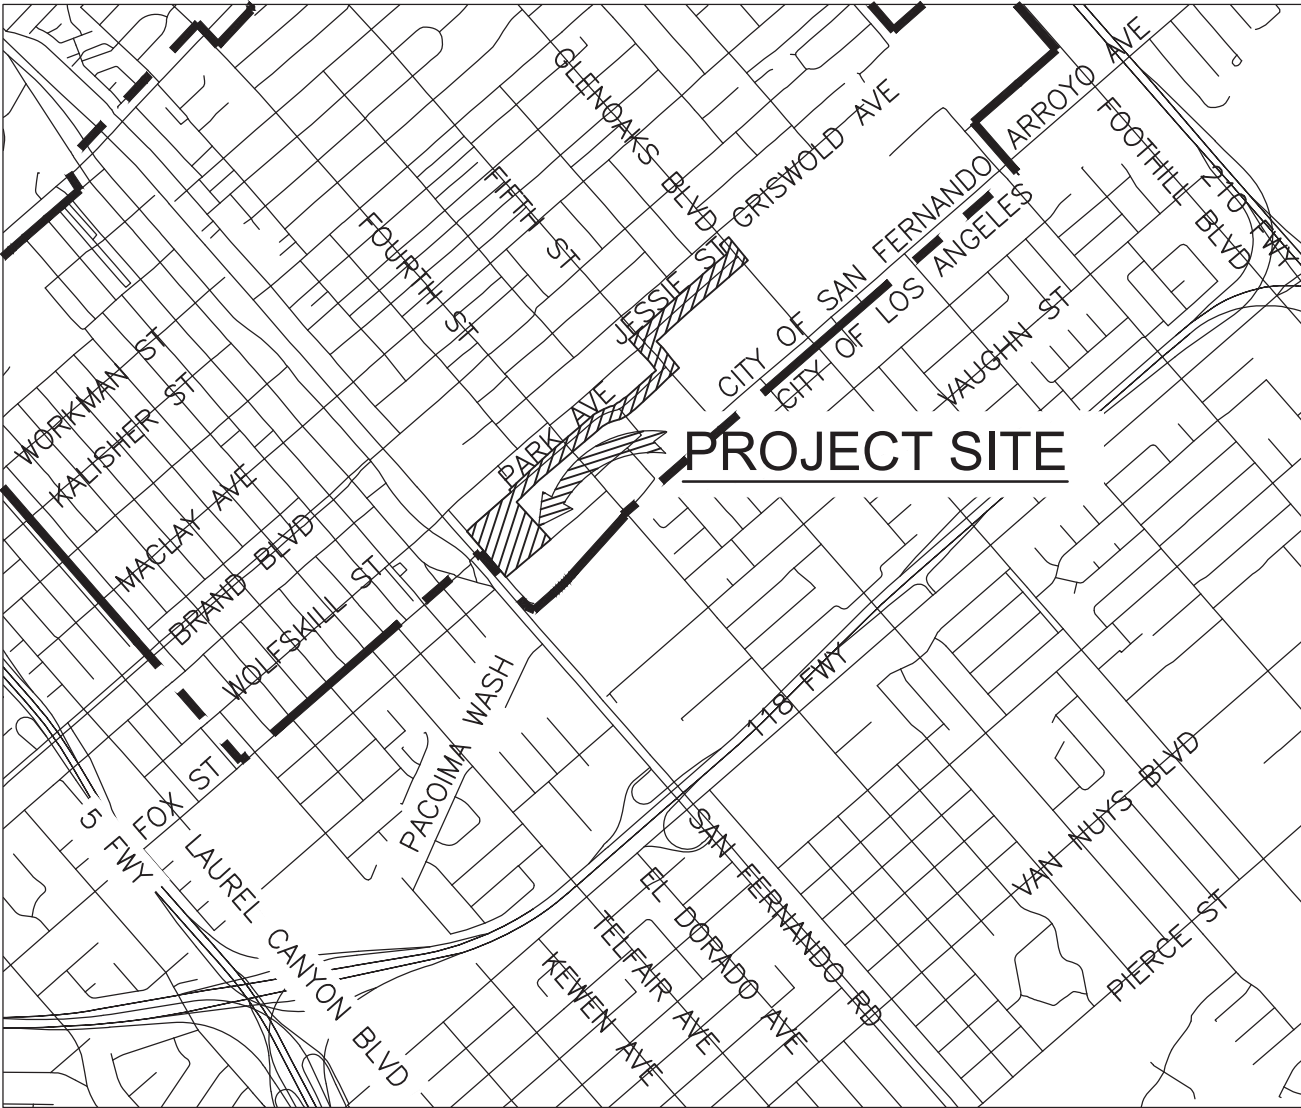 GLENOAKS BLVD
GRISWOLD AVE
ARROYO AVE
FOOTHILL BLVD
210 FWY
FIFTH ST
FOURTH ST
JESSIE ST
CITY OF SAN FERNANDO
CITY OF LOS ANGELES
VAUGHN ST
WORKMAN ST
KALISHER ST
PARK AVE
PROJECT SITE
MACLAY AVE
BRAND BLVD
WOLFSKILL ST
PACOIMA WASH
118 FWY
FOX ST
5 FWY
LAUREL CANYON BLVD
SAN FERNANDO RD
EL DORADO AVE
TELFAIR AVE
KEWEN AVE
VAN NUYS BLVD
PIERCE ST